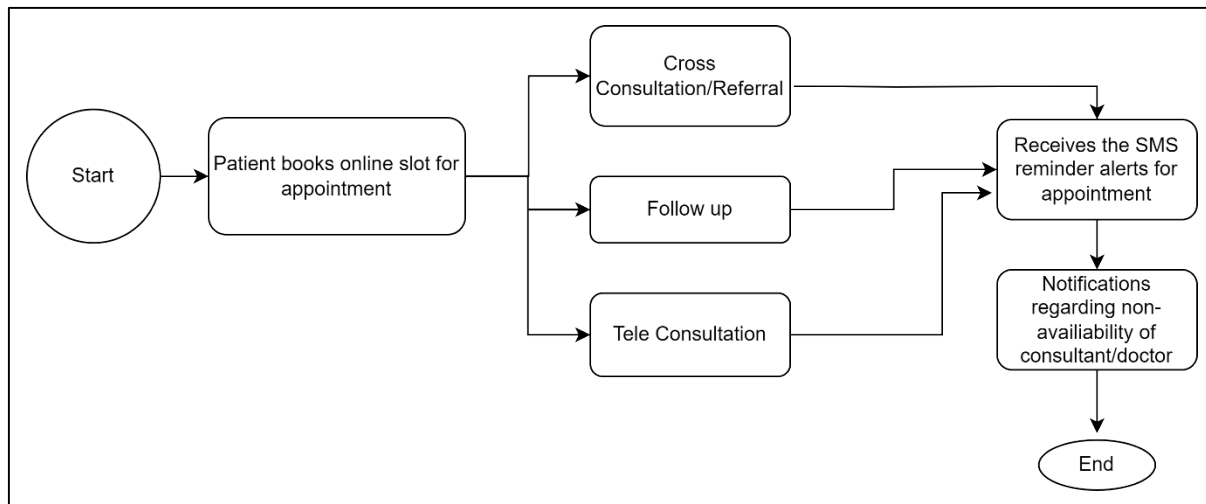 Start
Patient books online slot for
appointment
Cross
Consultation/Referral
Follow up
Tele Consultation
Receives the SMS
reminder alerts for
appointment
Notifications
regarding non-
availiability of
consultant/doctor
End